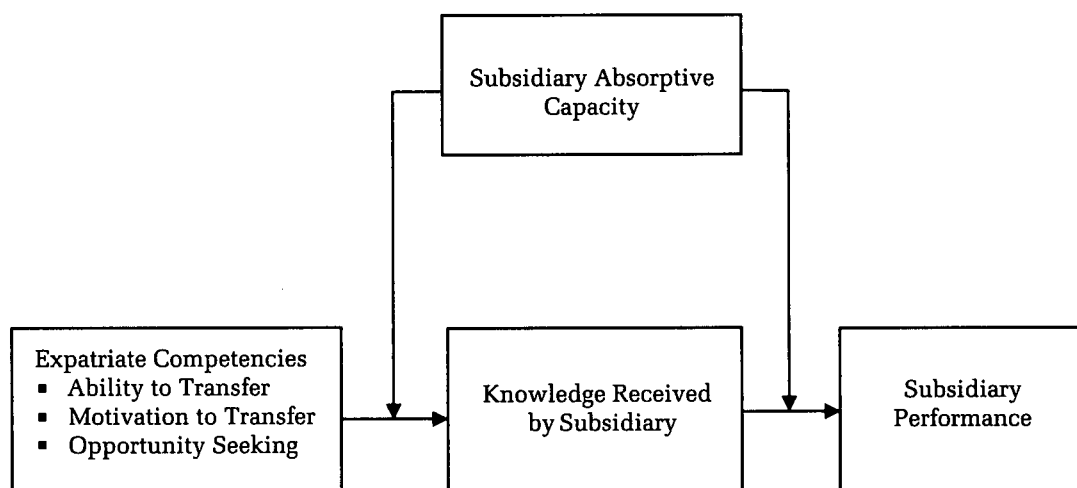 Subsidiary Absorptive
Capacity
Expatriate Competencies
▪ Ability to Transfer
▪ Motivation to Transfer
▪ Opportunity Seeking
Knowledge Received
by Subsidiary
Subsidiary
Performance